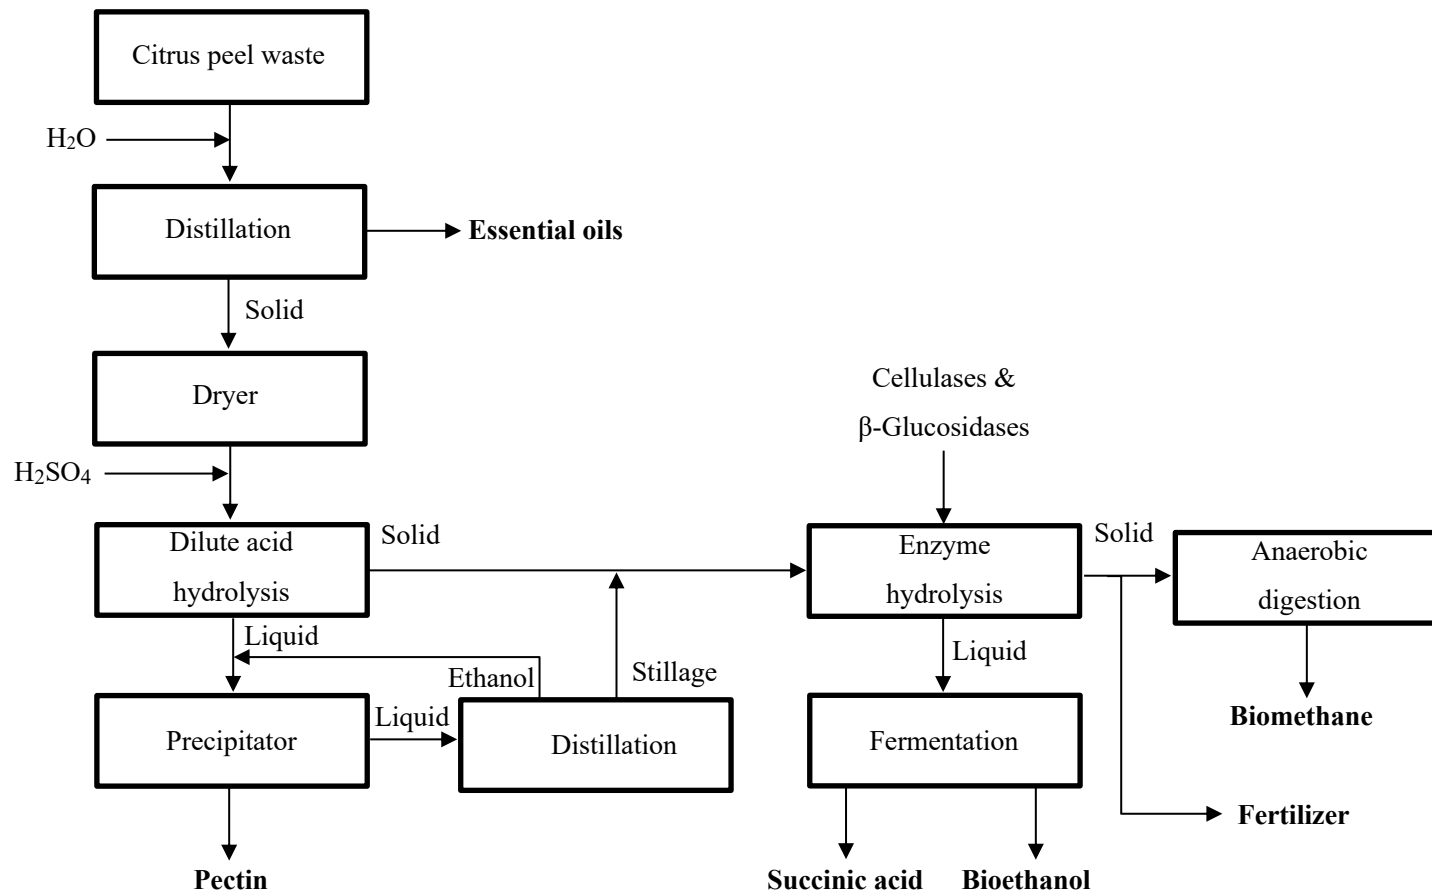 Citrus peel waste
H₂O
Distillation
Essential oils
Solid
Dryer
Cellulases &
β-Glucosidases
H₂SO₄
Dilute acid
hydrolysis
Solid
Enzyme
hydrolysis
Solid
Anaerobic
digestion
Liquid
Ethanol
Stillage
Liquid
Precipitator
Liquid
Distillation
Fermentation
Biomethane
Fertilizer
Pectin
Succinic acid
Bioethanol